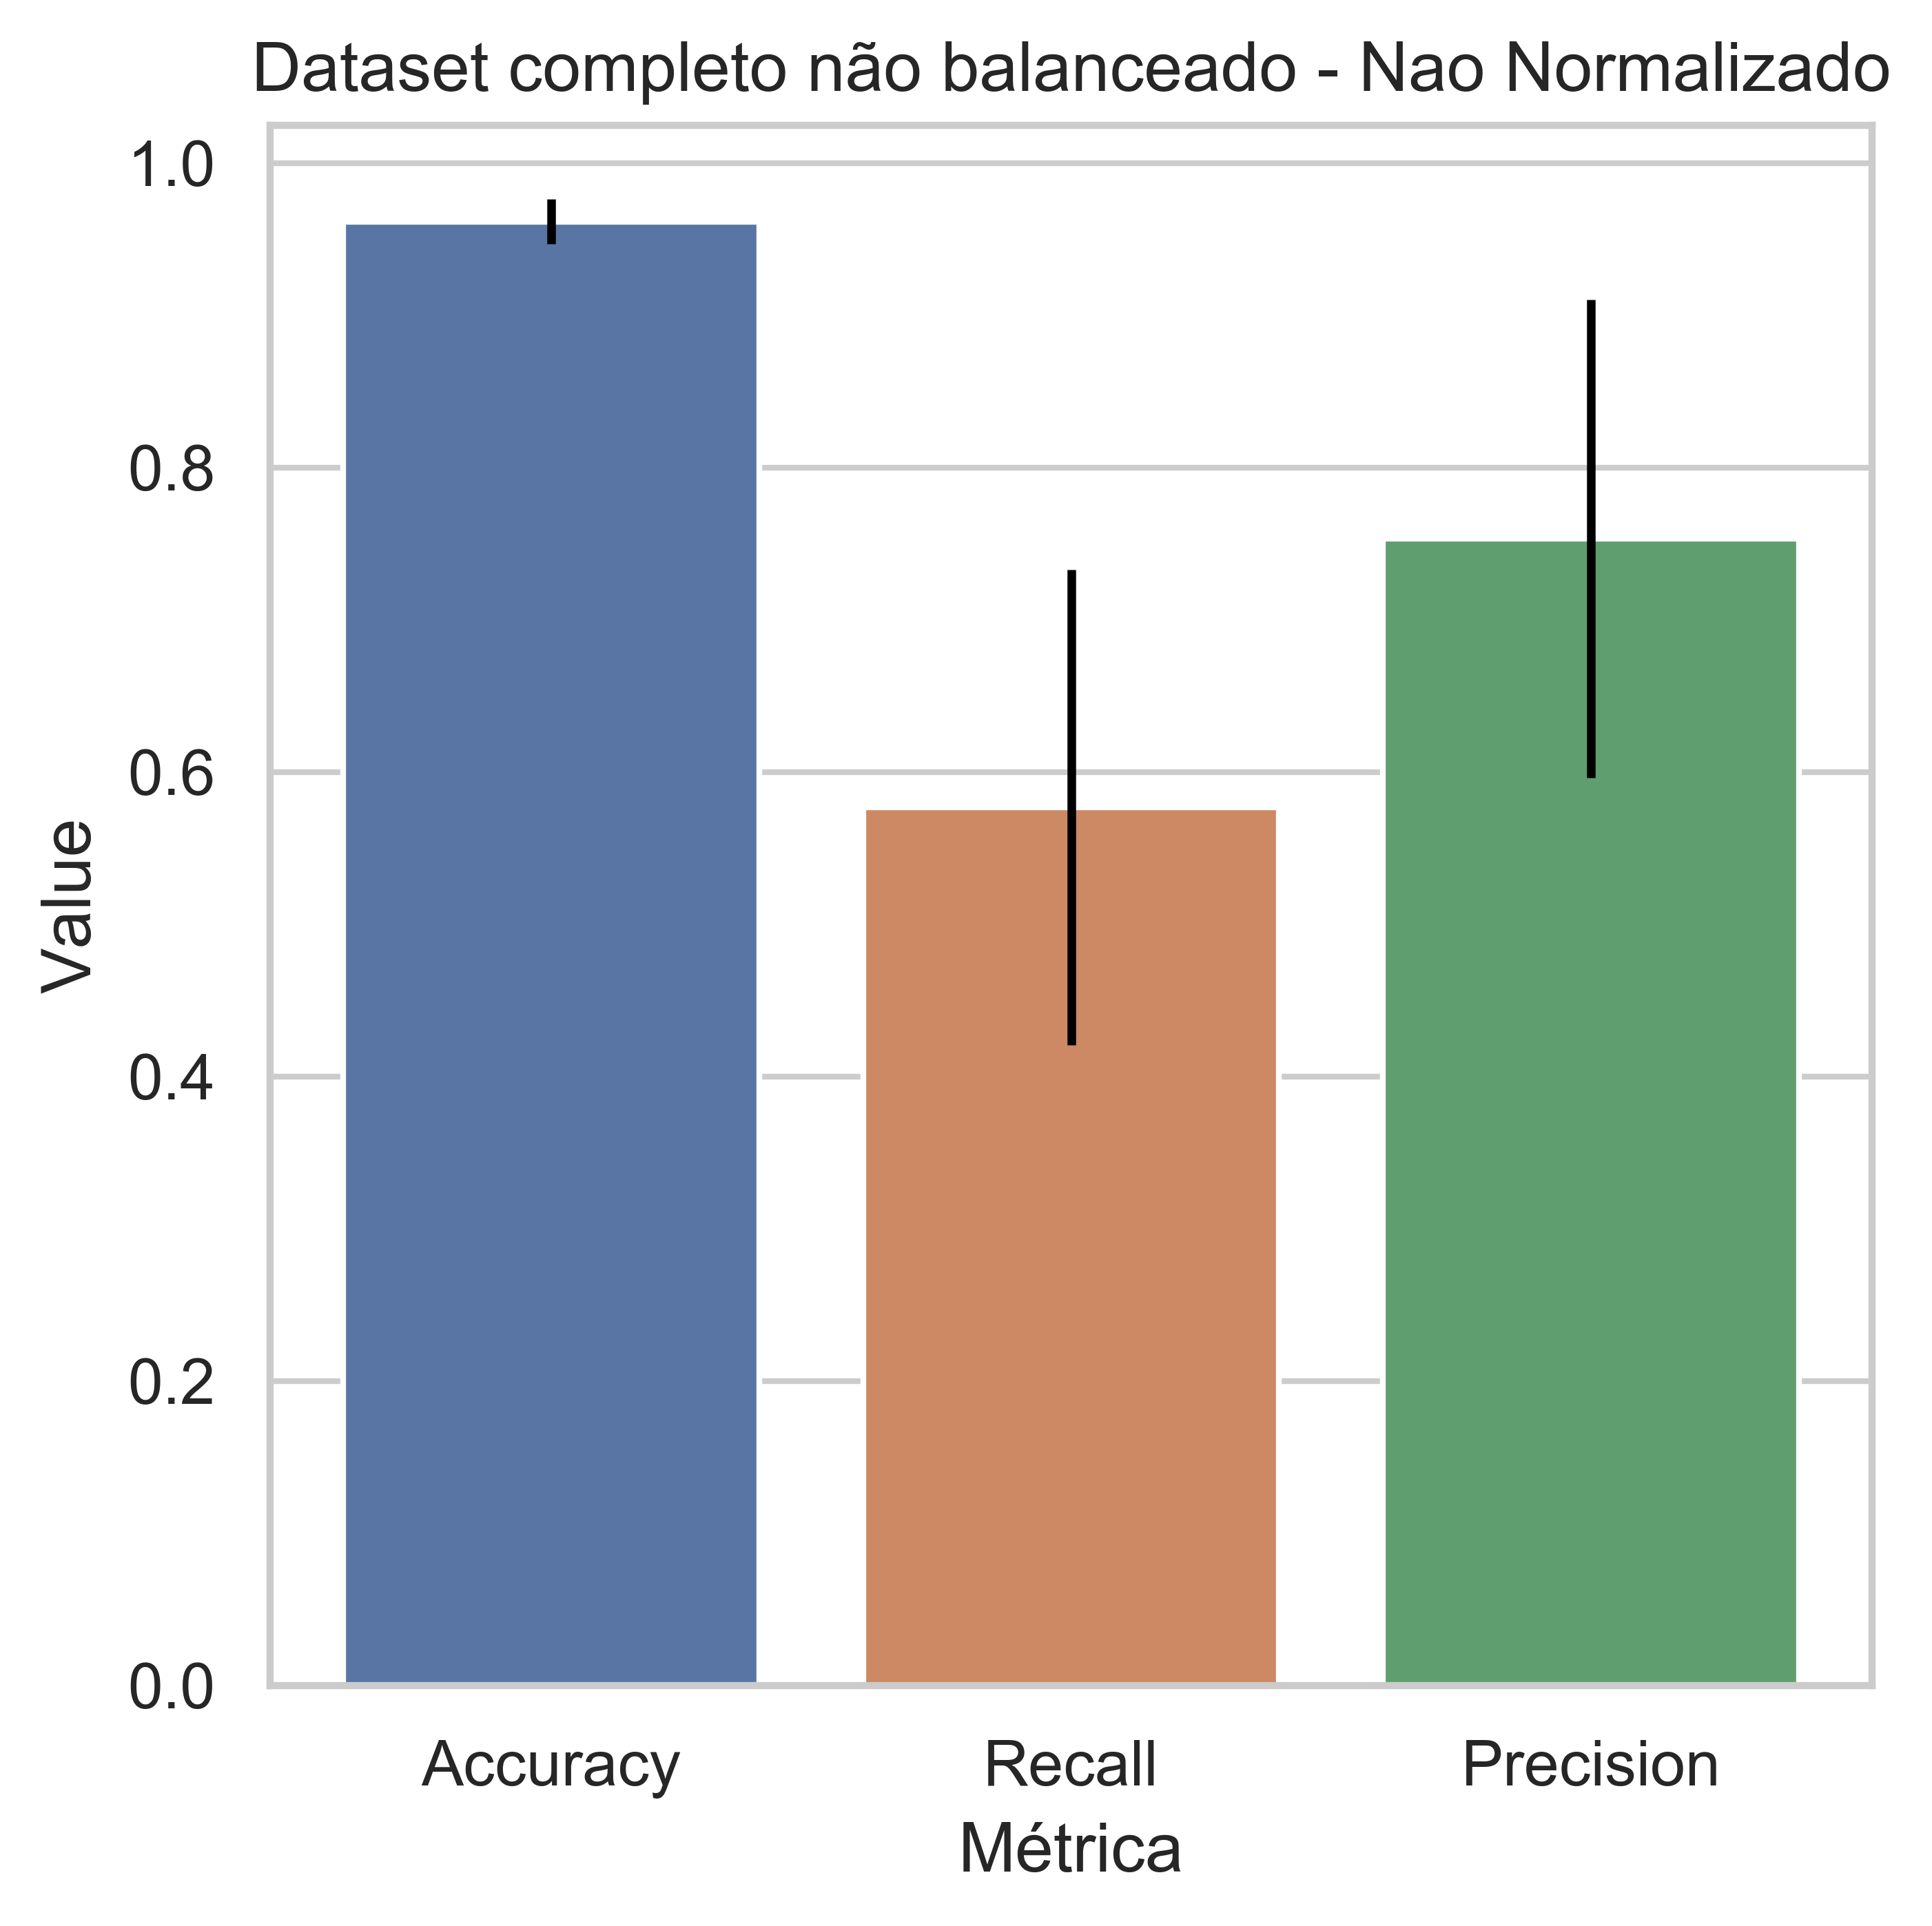 Dataset completo não balanceado - Nao Normalizado
1.0
0.8
0.6
0.4
0.2
0.0
Value
Accuracy Recall Precision
Métrica